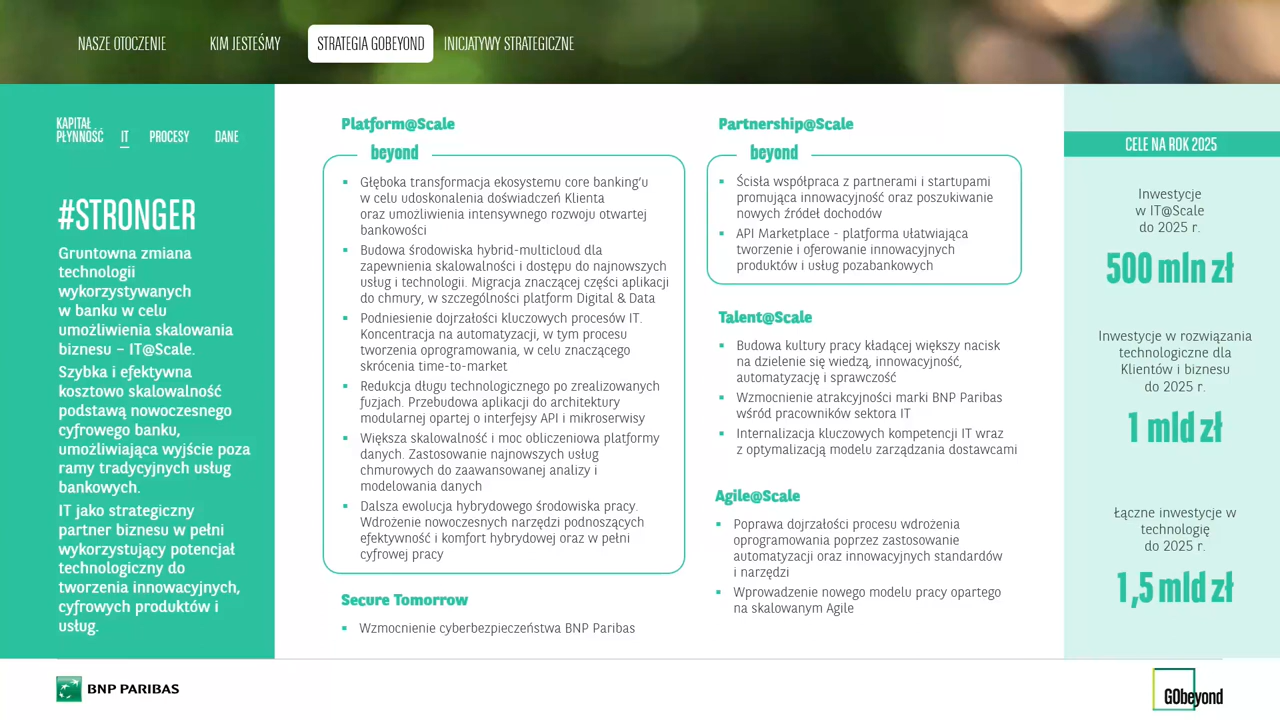 NASZE OTOCZENIE
KIM JESTEŚMY
STRATEGIA GOBEYOND
INICJATYWY STRATEGICZNE
KAPITAŁ
PŁYNNOŚĆ
IT
PROCESY
DANE
#STRONGER
Gruntowna zmiana
technologii
wykorzystywanych
w banku w celu
umożliwienia skalowania
biznesu – IT@Scale.
Szybka i efektywna
kosztowo skalowalność
podstawą nowoczesnego
cyfrowego banku,
umożliwiająca wyjście poza
ramy tradycyjnych usług
bankowych.
IT jako strategiczny
partner biznesu w pełni
wykorzystujący potencjał
technologiczny do
tworzenia innowacyjnych,
cyfrowych produktów i
usług.
Platform@Scale
beyond
▪ Głęboka transformacja ekosystemu core banking’u
w celu udoskonalenia doświadczeń Klienta
oraz umożliwienia intensywnego rozwoju otwartej
bankowości
▪ Budowa środowiska hybrid-multicloud dla
zapewnienia skalowalności i dostępu do najnowszych
usług i technologii. Migracja znaczącej części aplikacji
do chmury, w szczególności platform Digital & Data
▪ Podniesienie dojrzałości kluczowych procesów IT.
Koncentracja na automatyzacji, w tym procesu
tworzenia oprogramowania, w celu znaczącego
skrócenia time-to-market
▪ Redukcja długu technologicznego po zrealizowanych
fuzjach. Przebudowa aplikacji do architektury
modularnej opartej o interfejsy API i mikroserwisy
▪ Większa skalowalność i moc obliczeniowa platformy
danych. Zastosowanie najnowszych usług
chmurowych do zaawansowanej analizy i
modelowania danych
▪ Dalsza ewolucja hybrydowego środowiska pracy.
Wdrożenie nowoczesnych narzędzi podnoszących
efektywność i komfort hybrydowej oraz w pełni
cyfrowej pracy
Secure Tomorrow
▪ Wzmocnienie cyberbezpieczeństwa BNP Paribas
Partnership@Scale
beyond
▪ Ścisła współpraca z partnerami i startupami
promująca innowacyjność oraz poszukiwanie
nowych źródeł dochodów
▪ API Marketplace - platforma ułatwiająca
tworzenie i oferowanie innowacyjnych
produktów i usług pozabankowych
Talent@Scale
▪ Budowa kultury pracy kładącej większy nacisk
na dzielenie się wiedzą, innowacyjność,
automatyzację i sprawczość
▪ Wzmocnienie atrakcyjności marki BNP Paribas
wśród pracowników sektora IT
▪ Internalizacja kluczowych kompetencji IT wraz
z optymalizacją modelu zarządzania dostawcami
Agile@Scale
▪ Poprawa dojrzałości procesu wdrożenia
oprogramowania poprzez zastosowanie
automatyzacji oraz innowacyjnych standardów
i narzędzi
▪ Wprowadzenie nowego modelu pracy opartego
na skalowanym Agile
CELE NA ROK 2025
Inwestycje
w IT@Scale
do 2025 r.
500 mln zł
Inwestycje w rozwiązania
technologiczne dla
Klientów i biznesu
do 2025 r.
1 mld zł
Łączne inwestycje w
technologię
do 2025 r.
1,5 mld zł
BNP PARIBAS
GObeyond